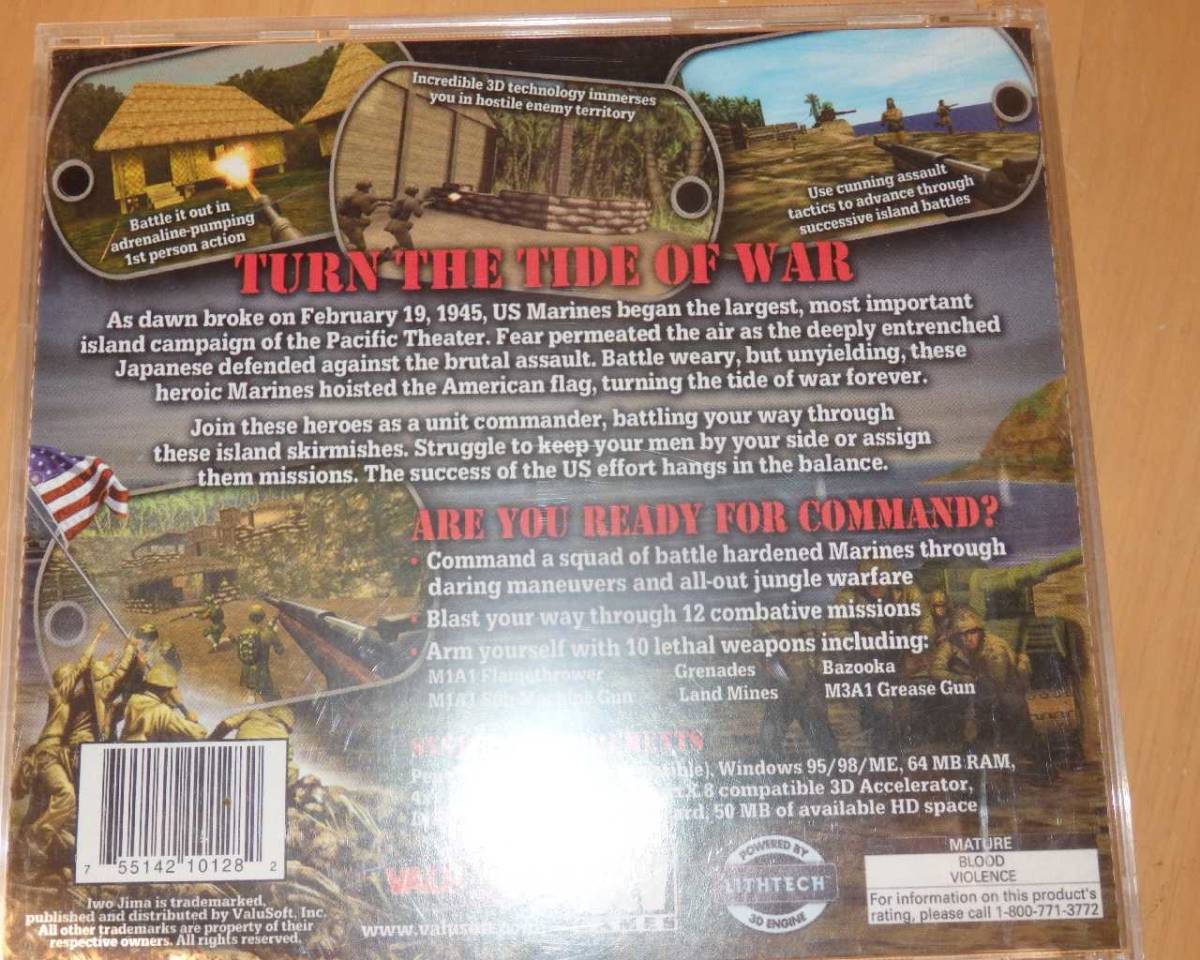 Incredible 3D technology immerses
you in hostile enemy territory
Battle it out in
adrenaline-pumping
1st person action
Use cunning assault
tactics to advance through
successive island battles
TURN THE TIDE OF WAR
As dawn broke on February 19, 1945, US Marines began the largest, most important
island campaign of the Pacific Theater. Fear permeated the air as the deeply entrenched
Japanese defended against the brutal assault. Battle weary, but unyielding, these
heroic Marines hoisted the American flag, turning the tide of war forever.
Join these heroes as a unit commander, battling your way through
these island skirmishes. Struggle to keep your men by your side or assign
them missions. The success of the US effort hangs in the balance.
ARE YOU READY FOR COMMAND?
• Command a squad of battle hardened Marines through
daring maneuvers and all-out jungle warfare
• Blast your way through 12 combative missions
• Arm yourself with 10 lethal weapons including:
M1A1 Flamethrower Grenades Bazooka
M1A1 Sub Machine Gun Land Mines M3A1 Grease Gun
Windows 95/98/ME, 64 MB RAM,
8 compatible 3D Accelerator,
50 MB of available HD space
7 55142 10128 2
Iwo Jima is trademarked,
published and distributed by ValuSoft, Inc.
All other trademarks are property of their
respective owners. All rights reserved.
www.valusoft.com
POWERED BY
LITHTECH
3D ENGINE
MATURE
BLOOD
VIOLENCE
For information on this product's
rating, please call 1-800-771-3772